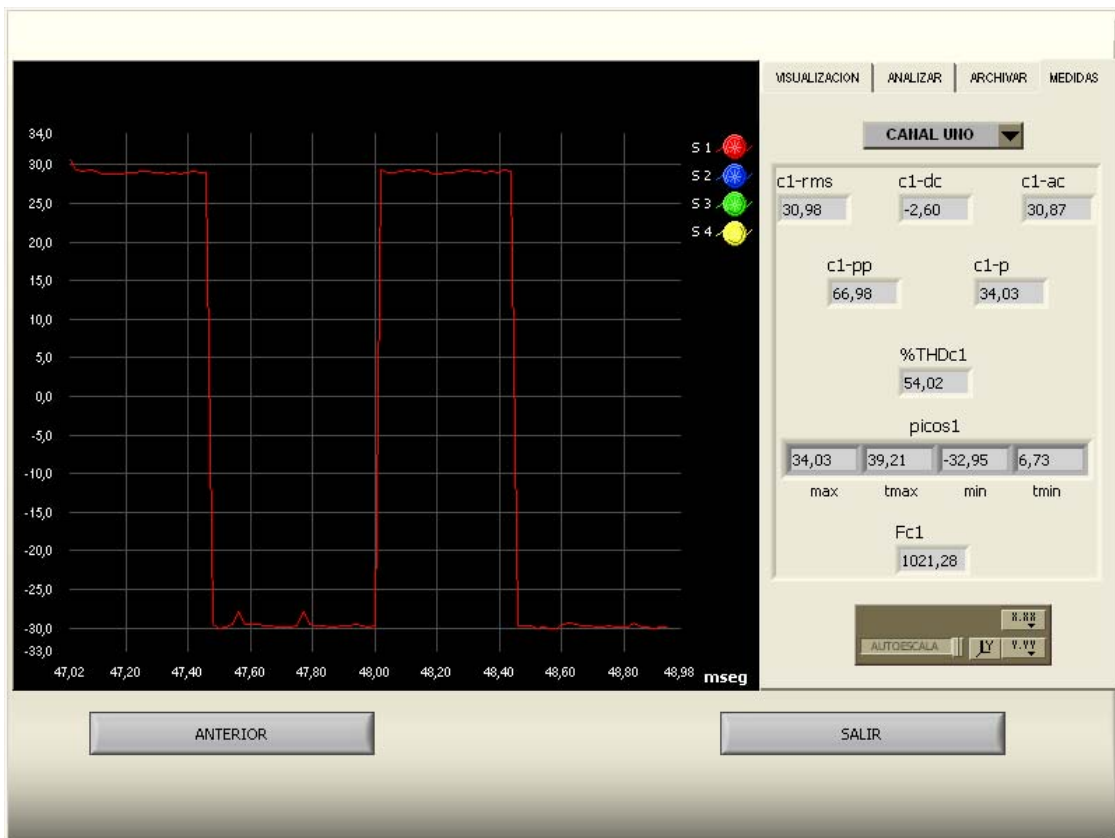 VISUALIZACION ANALIZAR ARCHIVAR MEDIDAS
CANAL UNO
34,0
30,0
25,0
20,0
15,0
10,0
5,0
0,0
-5,0
-10,0
-15,0
-20,0
-25,0
-30,0
-33,0
47,02 47,20 47,40 47,60 47,80 48,00 48,20 48,40 48,60 48,80 48,98 mseg
S 1
S 2
S 3
S 4
c1-rms c1-dc c1-ac
30,98 -2,60 30,87
c1-pp c1-p
66,98 34,03
%THDc1
54,02
picos1
34,03 39,21 -32,95 6,73
max tmax min tmin
Fc1
1021,28
X.XX
AUTOESCALA Y Y.YY
ANTERIOR SALIR